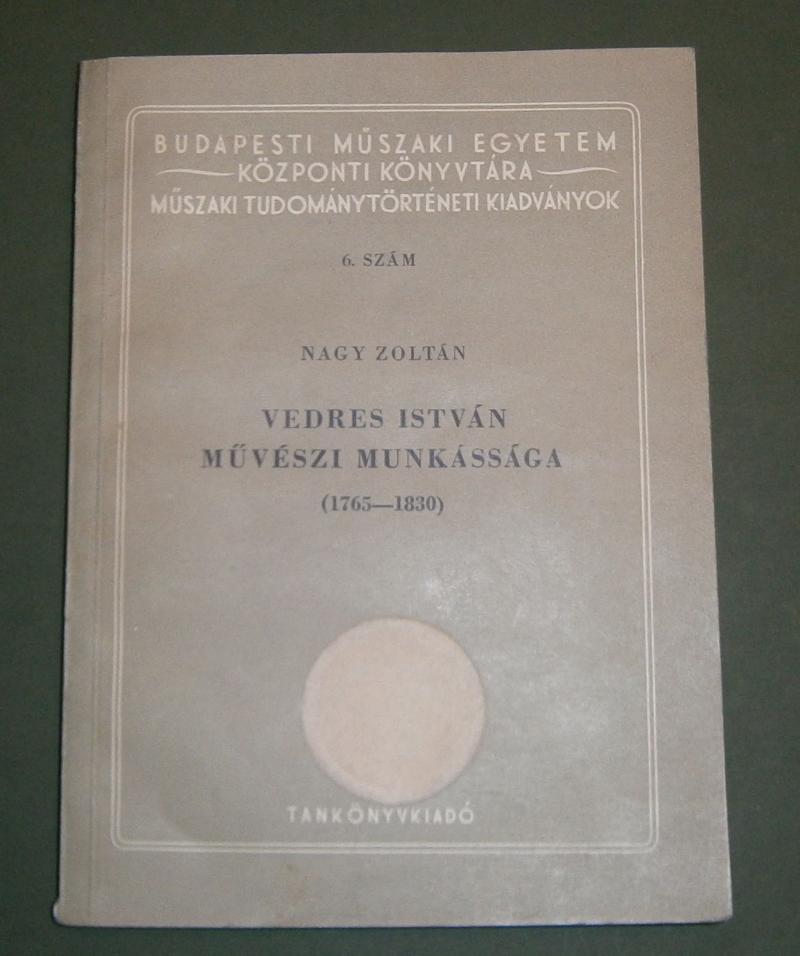 BUDAPESTI MŰSZAKI EGYETEM
KÖZPONTI KÖNYVTÁRA
MŰSZAKI TUDOMÁNYTÖRTÉNETI KIADVÁNYOK
6. SZÁM
NAGY ZOLTÁN
VEDRES ISTVÁN
MŰVÉSZI MUNKÁSSÁGA
(1765—1830)
TANKÖNYVKIADÓ